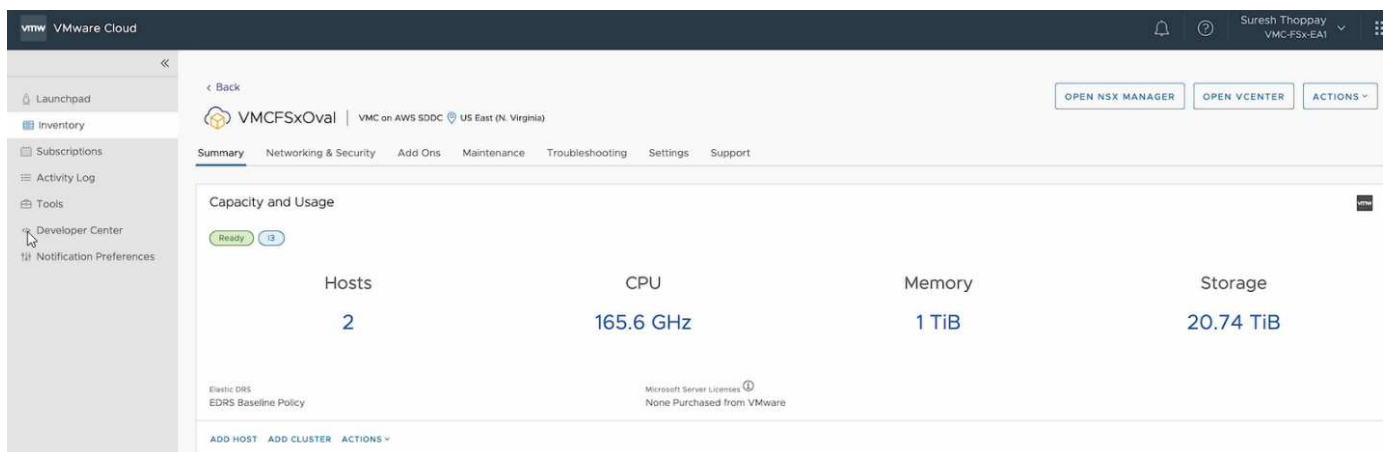 vmw VMware Cloud
Suresh Thoppay
VMC-FSx-EA1
Launchpad
Inventory
Subscriptions
Activity Log
Tools
Developer Center
Notification Preferences
< Back
OPEN NSX MANAGER OPEN VCENTER ACTIONS
VMCFSxOval | VMC on AWS SDDC US East (N. Virginia)
Summary Networking & Security Add Ons Maintenance Troubleshooting Settings Support
Capacity and Usage
vmw
Ready i3
Hosts CPU Memory Storage
2 165.6 GHz 1 TiB 20.74 TiB
Elastic DRS Microsoft Server Licenses
EDRS Baseline Policy None Purchased from VMware
ADD HOST ADD CLUSTER ACTIONS